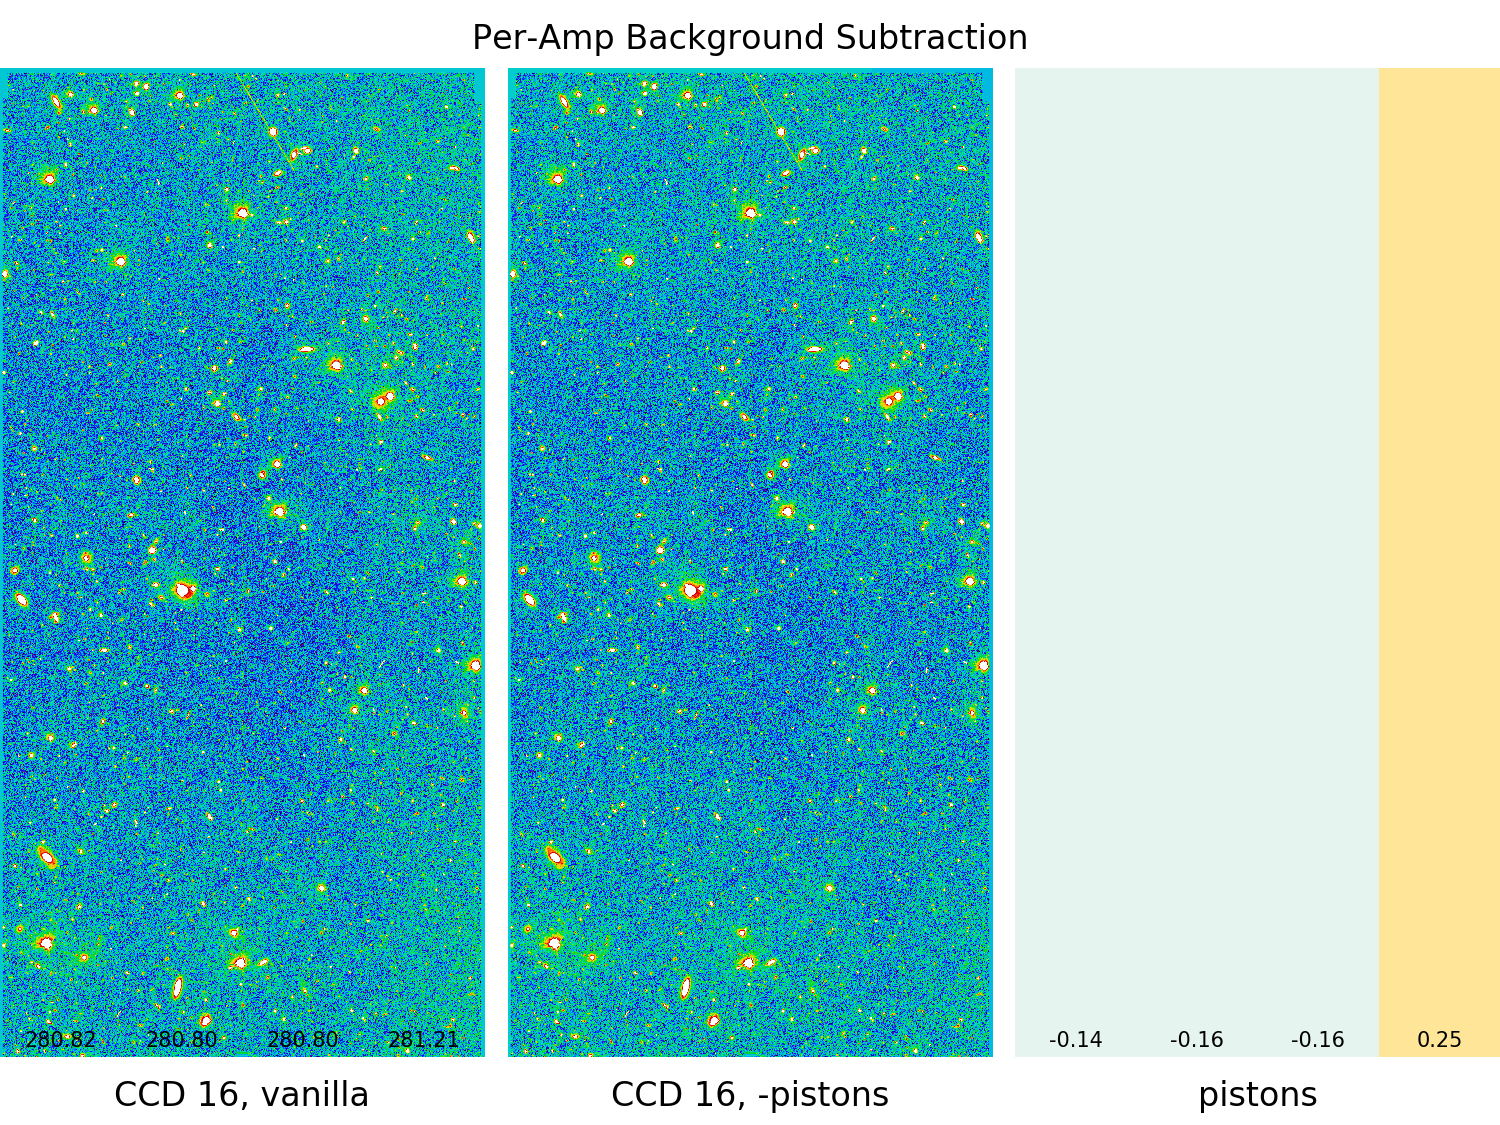 Per-Amp Background Subtraction
280.82 280.80 280.80 281.21
-0.14 -0.16 -0.16 0.25
CCD 16, vanilla
CCD 16, -pistons
pistons